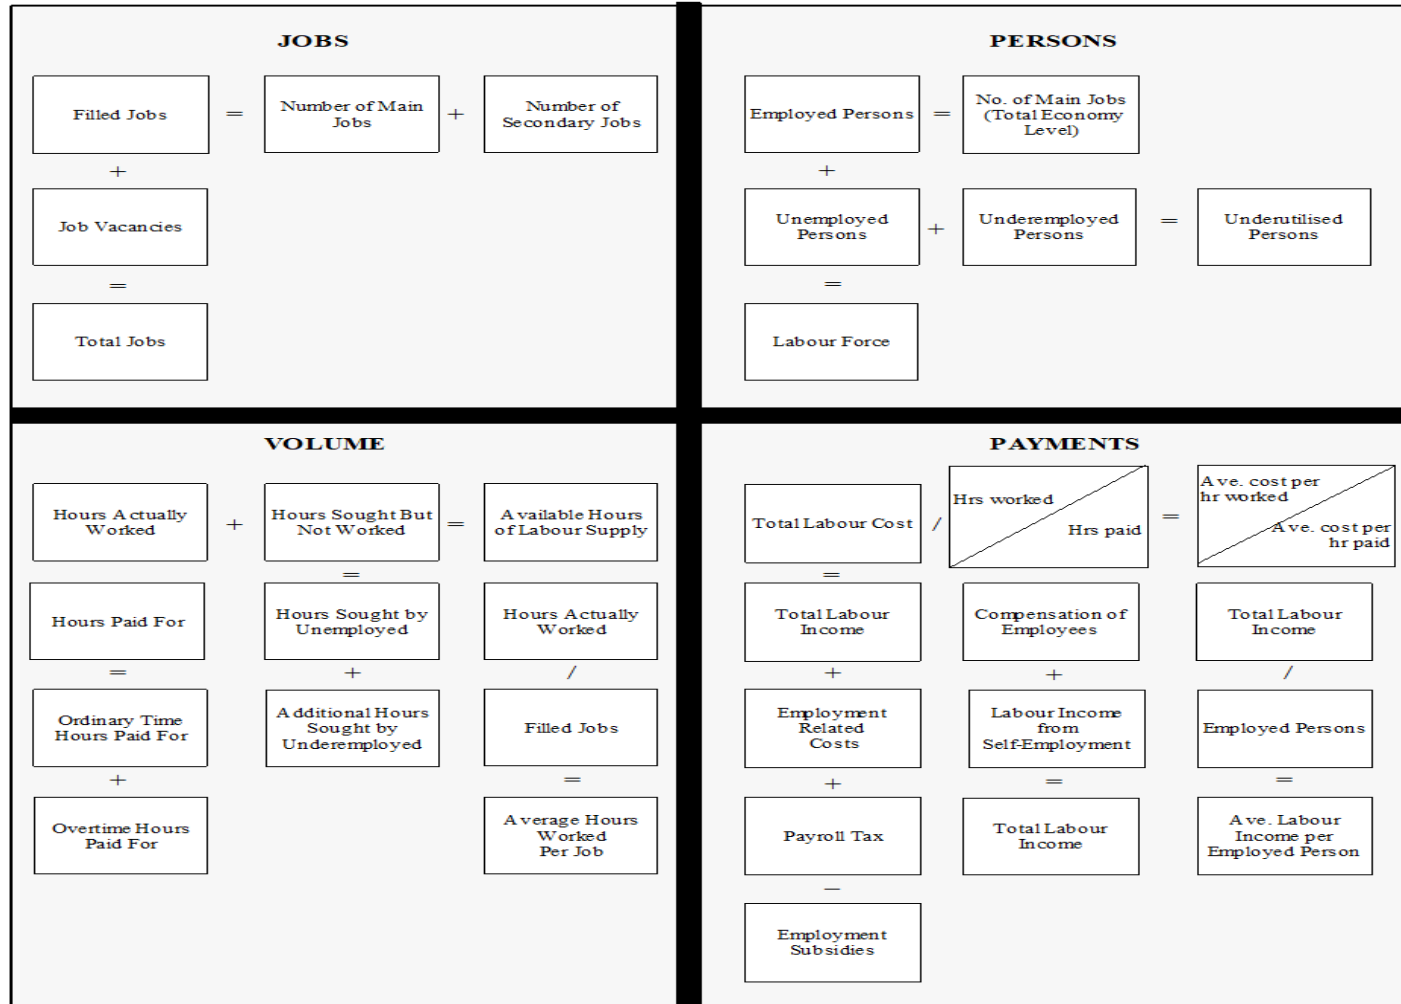 JOBS
Filled Jobs
=
Number of Main
Jobs
+
Number of
Secondary Jobs
+
Job Vacancies
=
Total Jobs
PERSONS
Employed Persons
=
No. of Main Jobs
(Total Economy
Level)
+
Unemployed
Persons
+
Underemployed
Persons
=
Underutilised
Persons
=
Labour Force
VOLUME
Hours Actually
Worked
+
Hours Sought But
Not Worked
=
Available Hours
of Labour Supply
=
Hours Paid For
Hours Sought by
Unemployed
Hours Actually
Worked
=
+
/
Ordinary Time
Hours Paid For
Additional Hours
Sought by
Underemployed
Filled Jobs
+
=
Overtime Hours
Paid For
Average Hours
Worked
Per Job
PAYMENTS
Total Labour Cost
/
Hrs worked
Hrs paid
=
Ave. cost per
hr worked
Ave. cost per
hr paid
=
Total Labour
Income
Compensation of
Employees
Total Labour
Income
+
+
/
Employment
Related
Costs
Labour Income
from
Self-Employment
Employed Persons
+
=
=
Payroll Tax
Total Labour
Income
Ave. Labour
Income per
Employed Person
–
Employment
Subsidies